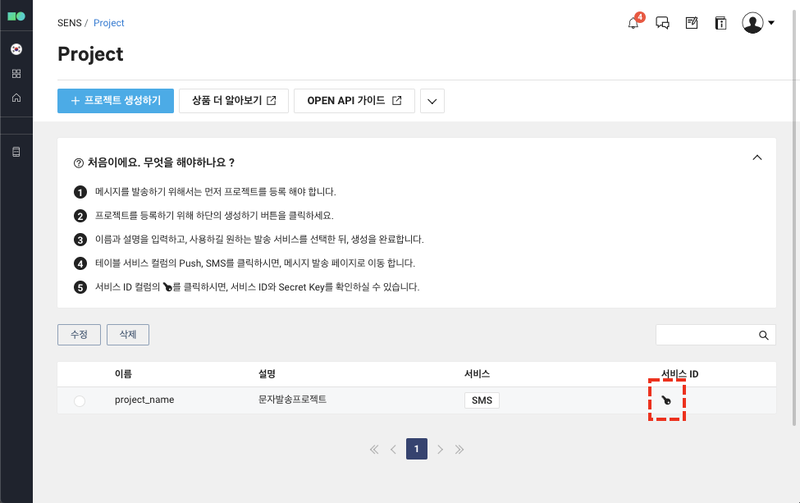 SENS / Project
4
Project
+ 프로젝트 생성하기
상품 더 알아보기
OPEN API 가이드
? 처음이에요. 무엇을 해야하나요 ?
1 메시지를 발송하기 위해서는 먼저 프로젝트를 등록 해야 합니다.
2 프로젝트를 등록하기 위해 하단의 생성하기 버튼을 클릭하세요.
3 이름과 설명을 입력하고, 사용하길 원하는 발송 서비스를 선택한 뒤, 생성을 완료합니다.
4 테이블 서비스 컬럼의 Push, SMS를 클릭하시면, 메시지 발송 페이지로 이동 합니다.
5 서비스 ID 컬럼의 를 클릭하시면, 서비스 ID와 Secret Key를 확인하실 수 있습니다.
수정
삭제
이름 설명 서비스 서비스 ID
project_name 문자발송프로젝트 SMS
1